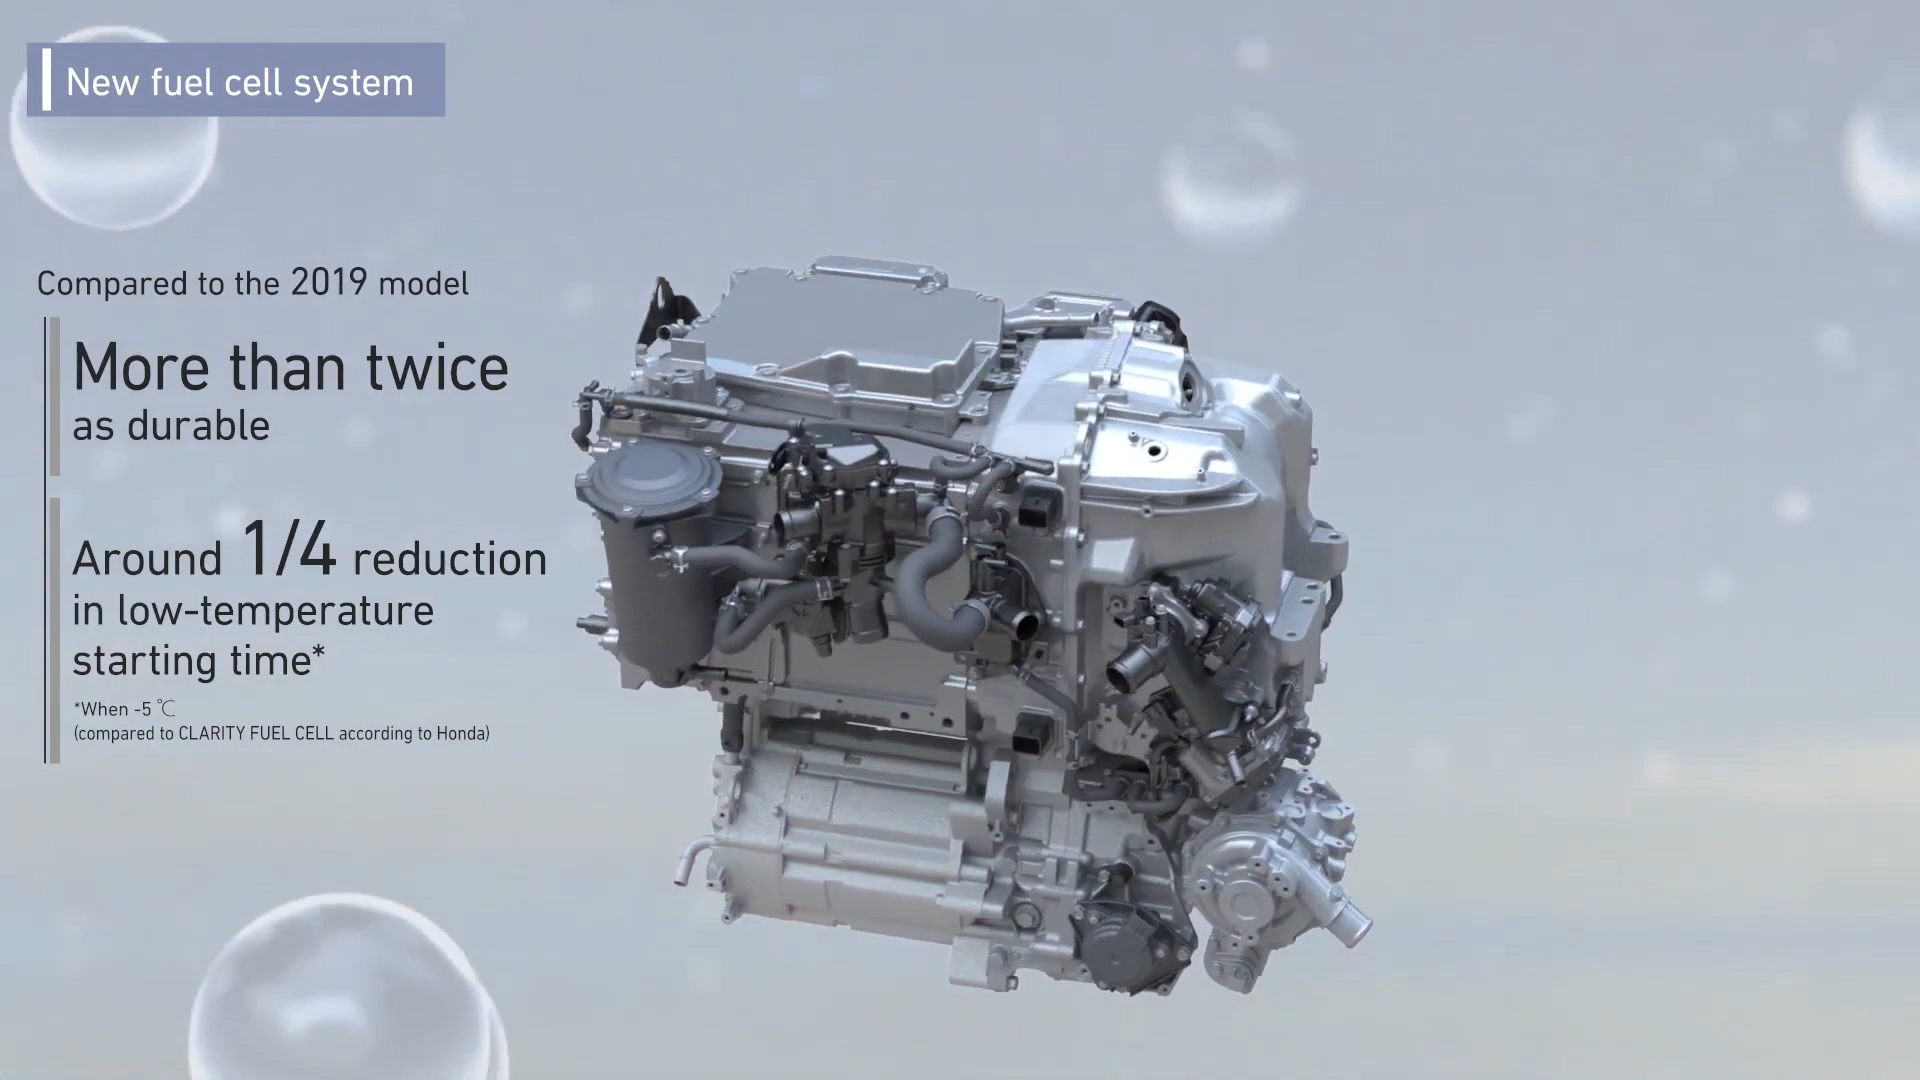 New fuel cell system
Compared to the 2019 model
More than twice
as durable
Around 1/4 reduction
in low-temperature
starting time*
*When -5 ℃
(compared to CLARITY FUEL CELL according to Honda)